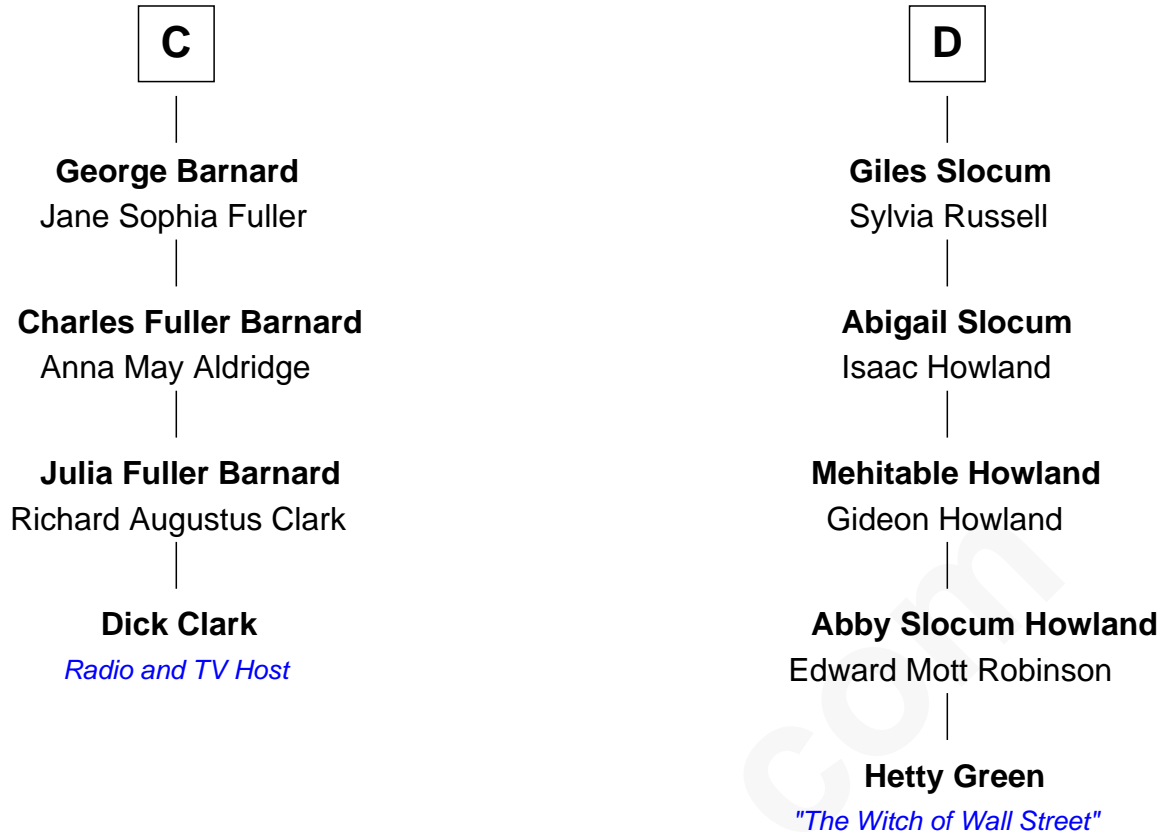 C
George Barnard
Jane Sophia Fuller
Charles Fuller Barnard
Anna May Aldridge
Julia Fuller Barnard
Richard Augustus Clark
Dick Clark
Radio and TV Host
D
Giles Slocum
Sylvia Russell
Abigail Slocum
Isaac Howland
Mehitable Howland
Gideon Howland
Abby Slocum Howland
Edward Mott Robinson
Hetty Green
"The Witch of Wall Street"
com